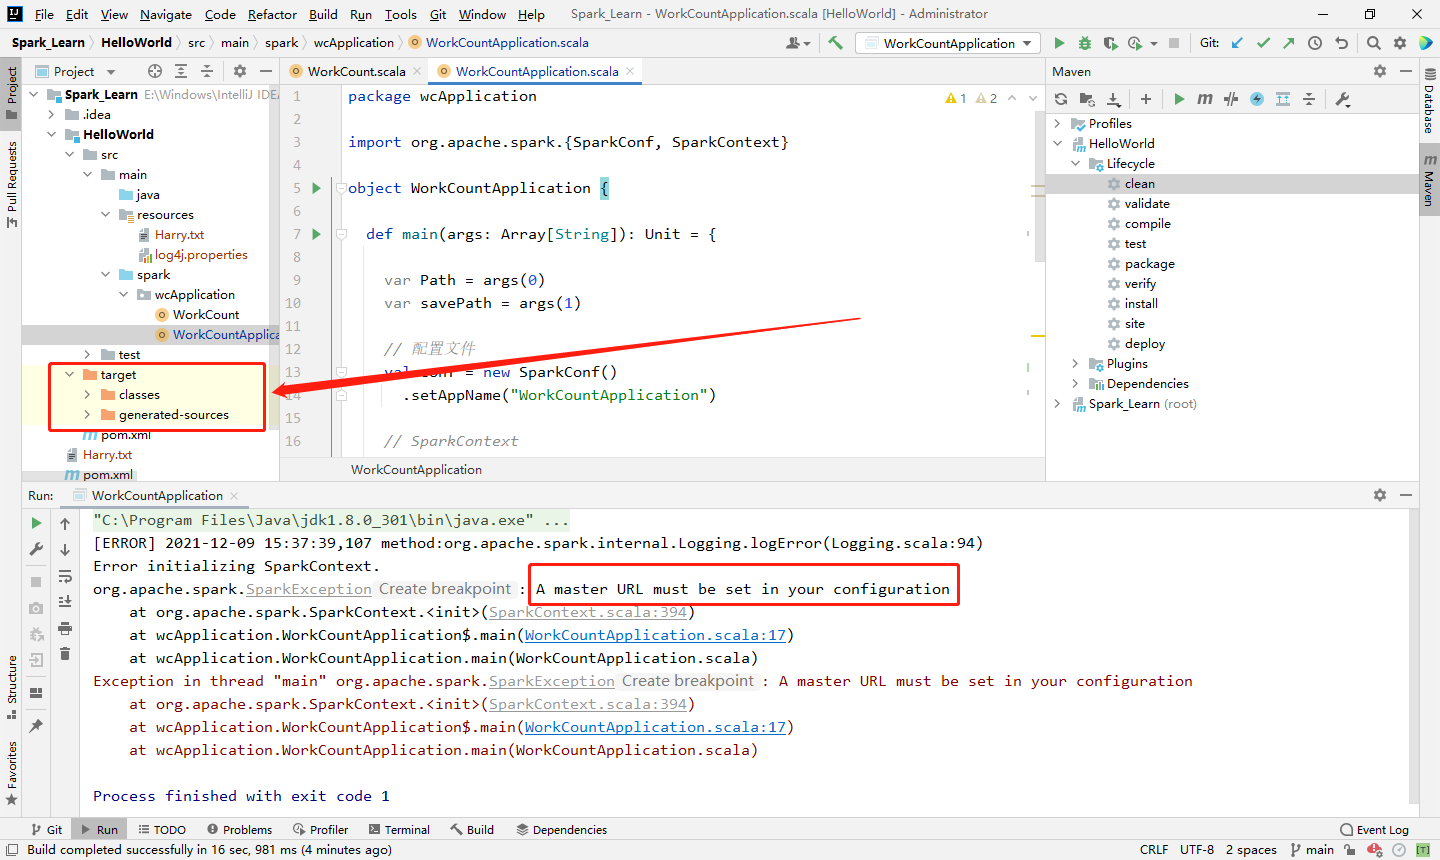 File Edit View Navigate Code Refactor Build Run Tools Git Window Help Spark_Learn - WorkCountApplication.scala [HelloWorld] - Administrator
Spark_Learn HelloWorld src main spark wcApplication WorkCountApplication.scala WorkCountApplication Git:
Project WorkCount.scala WorkCountApplication.scala Maven
Project
Pull Requests
Structure
Favorites
Database
Maven
Spark_Learn E:\Windows\IntelliJ IDE
.idea
HelloWorld
src
main
java
resources
Harry.txt
log4j.properties
spark
wcApplication
WorkCount
WorkCountApplica
test
target
classes
generated-sources
pom.xml
Harry.txt
pom.xml
1 package wcApplication
2
3 import org.apache.spark.{SparkConf, SparkContext}
4
5 object WorkCountApplication {
6
7 def main(args: Array[String]): Unit = {
8
9 var Path = args(0)
10 var savePath = args(1)
11
12 // 配置文件
13 = new SparkConf()
14 .setAppName("WorkCountApplication")
15
16 // SparkContext
1 2
WorkCountApplication
Profiles
HelloWorld
Lifecycle
clean
validate
compile
test
package
verify
install
site
deploy
Plugins
Dependencies
Spark_Learn (root)
Run: WorkCountApplication
"C:\Program Files\Java\jdk1.8.0_301\bin\java.exe" ...
[ERROR] 2021-12-09 15:37:39,107 method:org.apache.spark.internal.Logging.logError(Logging.scala:94)
Error initializing SparkContext.
org.apache.spark.SparkException Create breakpoint : A master URL must be set in your configuration
at org.apache.spark.SparkContext.<init>(SparkContext.scala:394)
at wcApplication.WorkCountApplication$.main(WorkCountApplication.scala:17)
at wcApplication.WorkCountApplication.main(WorkCountApplication.scala)
Exception in thread "main" org.apache.spark.SparkException Create breakpoint : A master URL must be set in your configuration
at org.apache.spark.SparkContext.<init>(SparkContext.scala:394)
at wcApplication.WorkCountApplication$.main(WorkCountApplication.scala:17)
at wcApplication.WorkCountApplication.main(WorkCountApplication.scala)
Process finished with exit code 1
Git Run TODO Problems Profiler Terminal Build Dependencies Event Log
Build completed successfully in 16 sec, 981 ms (4 minutes ago) CRLF UTF-8 2 spaces main